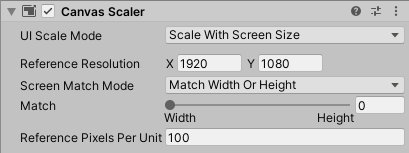 Canvas Scaler
UI Scale Mode Scale With Screen Size
Reference Resolution X 1920 Y 1080
Screen Match Mode Match Width Or Height
Match 0
Width Height
Reference Pixels Per Unit 100